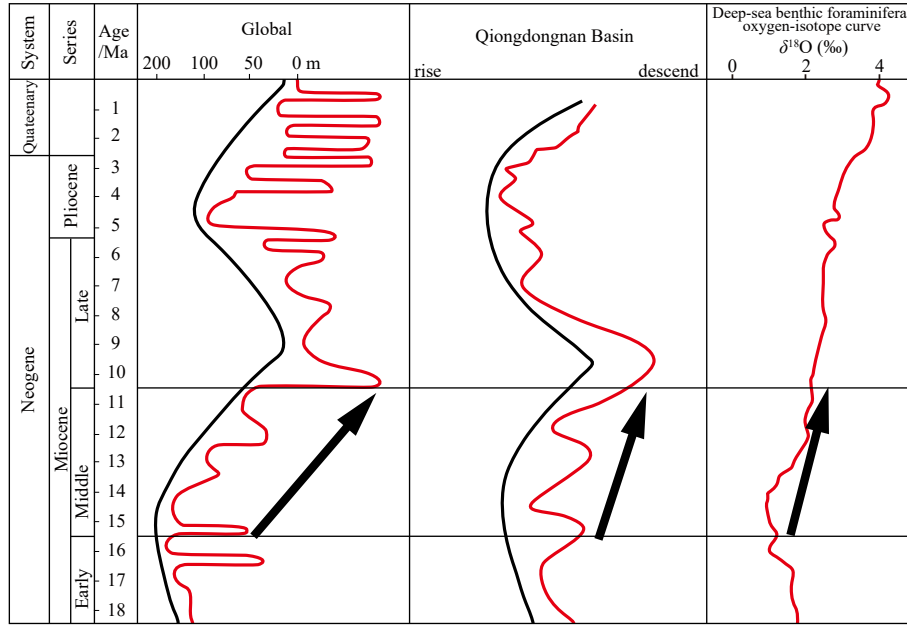 System
Series
Age
/Ma
Global
200 100 50 0 m
Qiongdongnan Basin
rise descend
Deep-sea benthic foraminifera
oxygen-isotope curve
δ¹⁸O (‰)
0 2 4
Quateenary
Neogene
Pliocene
Miocene
Late
Middle
Early
1
2
3
4
5
6
7
8
9
10
11
12
13
14
15
16
17
18